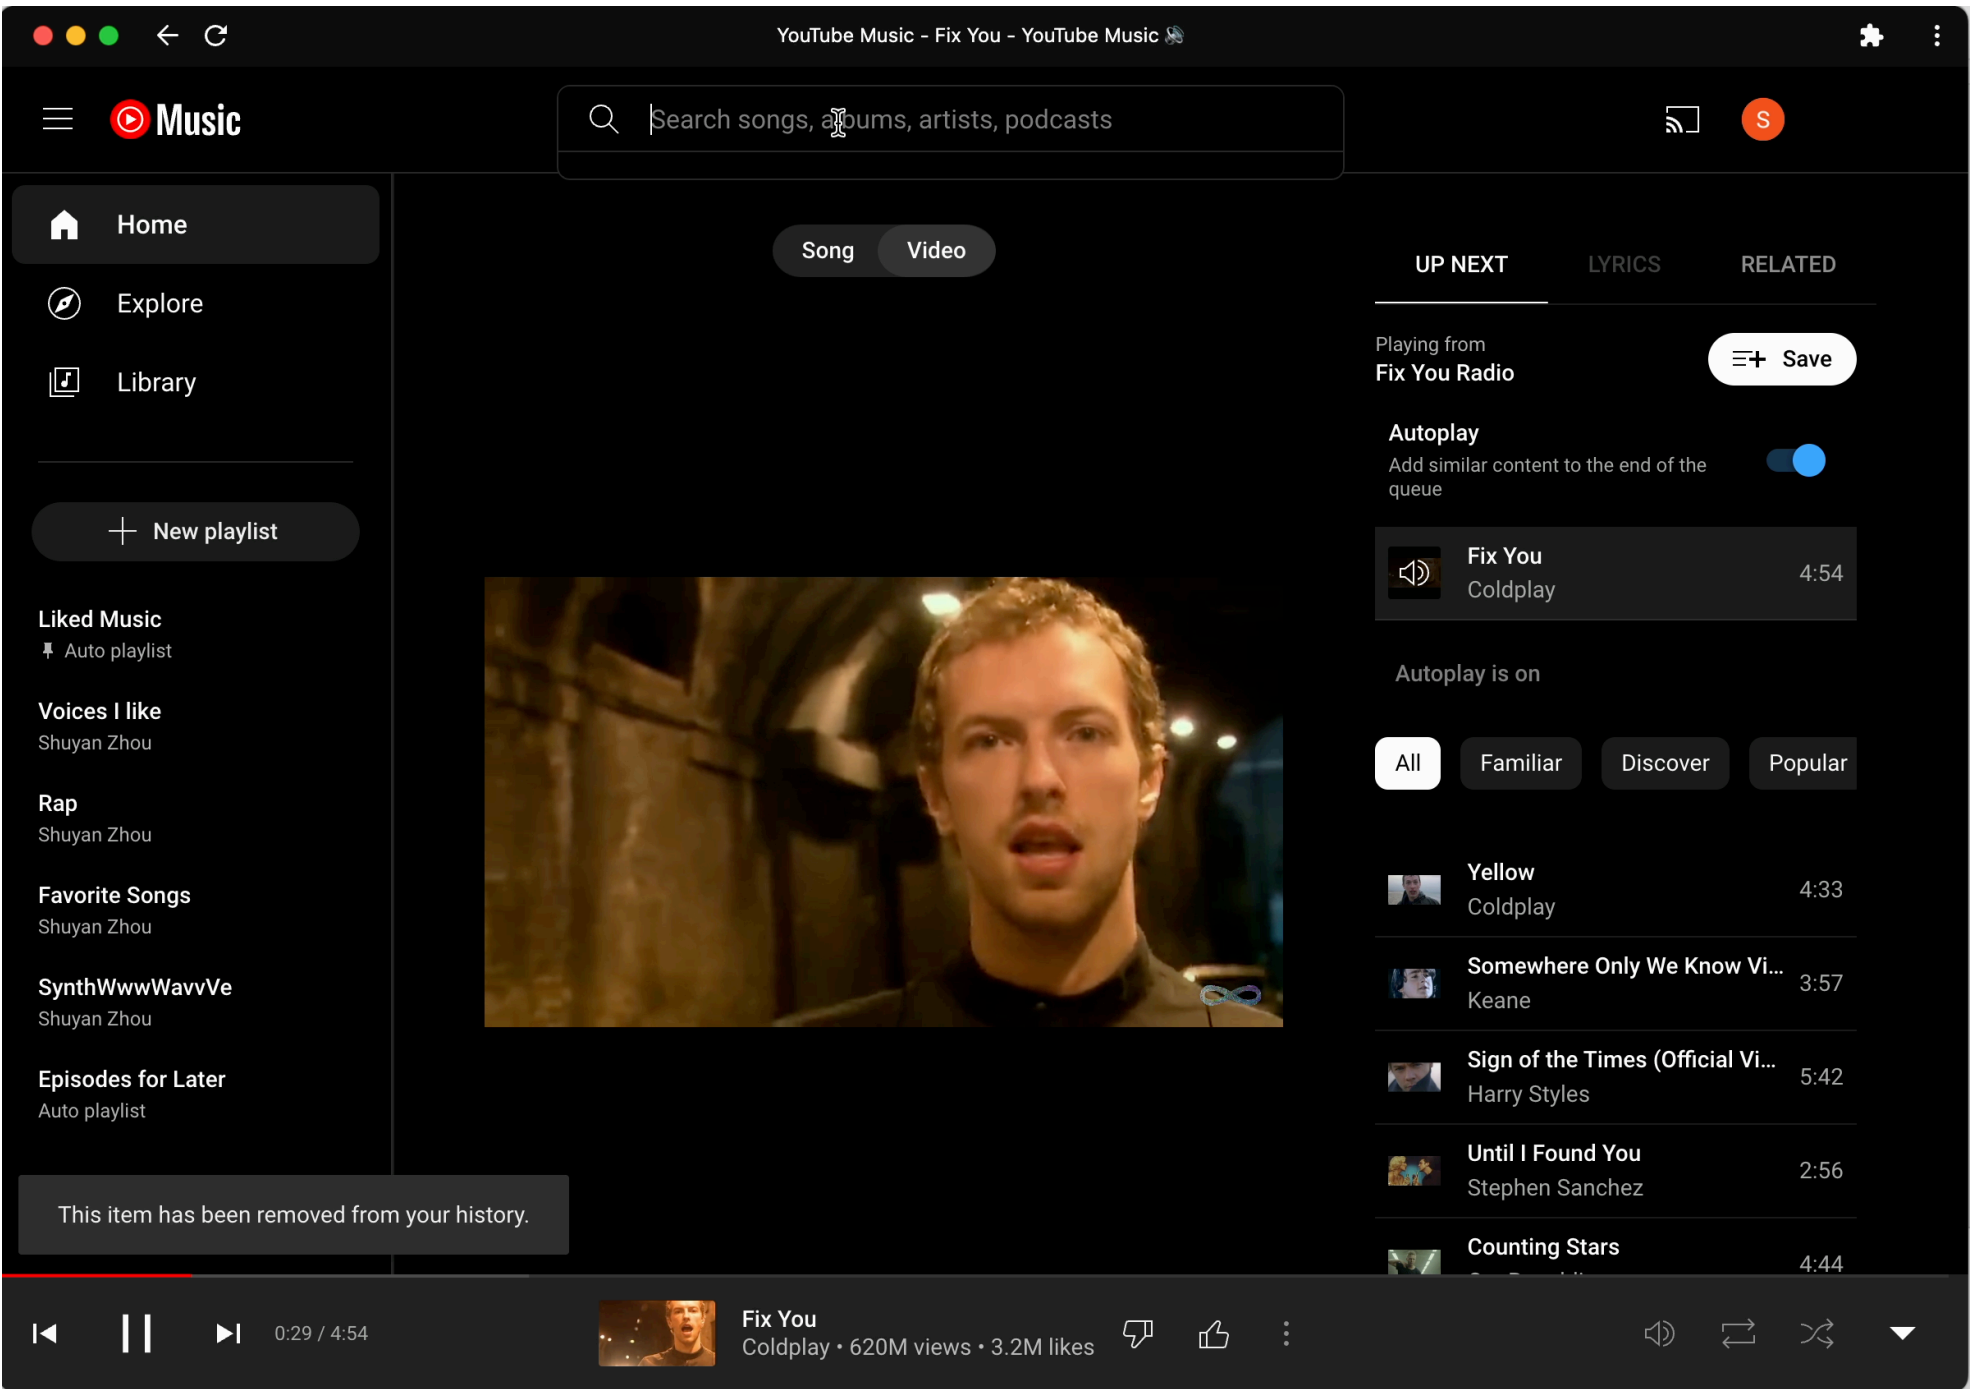 YouTube Music - Fix You - YouTube Music
Music
Search songs, albums, artists, podcasts
S
Home
Explore
Library
New playlist
Liked Music
Auto playlist
Voices I like
Shuyan Zhou
Rap
Shuyan Zhou
Favorite Songs
Shuyan Zhou
SynthWwwWavvVe
Shuyan Zhou
Episodes for Later
Auto playlist
This item has been removed from your history.
Song Video
UP NEXT LYRICS RELATED
Playing from
Fix You Radio
Save
Autoplay
Add similar content to the end of the
queue
Fix You
Coldplay
4:54
Autoplay is on
All Familiar Discover Popular
Yellow
Coldplay
4:33
Somewhere Only We Know Vi...
Keane
3:57
Sign of the Times (Official Vi...
Harry Styles
5:42
Until I Found You
Stephen Sanchez
2:56
Counting Stars
4:44
0:29 / 4:54
Fix You
Coldplay • 620M views • 3.2M likes